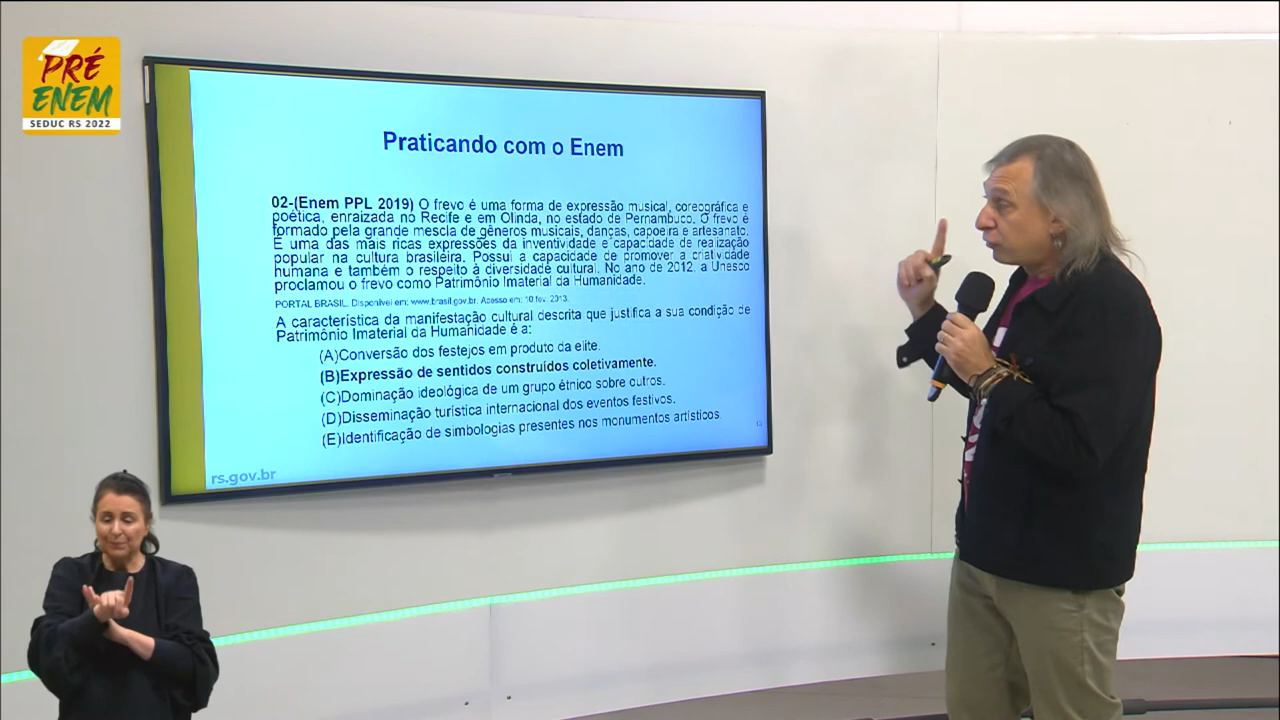 PRÉ
ENEM
SEDUC RS 2022
Praticando com o Enem
02-(Enem PPL 2019) O frevo é uma forma de expressão musical, coreográfica e
poética, enraizada no Recife e em Olinda, no estado de Pernambuco. O frevo é
formado pela grande mescla de gêneros musicais, danças, capoeira e artesanato.
É uma das mais ricas expressões da inventividade e capacidade de realização
popular na cultura brasileira. Possui a capacidade de promover a criatividade
humana e também o respeito à diversidade cultural. No ano de 2012, a Unesco
proclamou o frevo como Patrimônio Imaterial da Humanidade.
PORTAL BRASIL. Disponível em: www.brasil.gov.br. Acesso em: 10 fev. 2013.
A característica da manifestação cultural descrita que justifica a sua condição de
Patrimônio Imaterial da Humanidade é a:
(A)Conversão dos festejos em produto da elite.
(B)Expressão de sentidos construídos coletivamente.
(C)Dominação ideológica de um grupo étnico sobre outros.
(D)Disseminação turística internacional dos eventos festivos.
(E)Identificação de simbologias presentes nos monumentos artísticos.
rs.gov.br